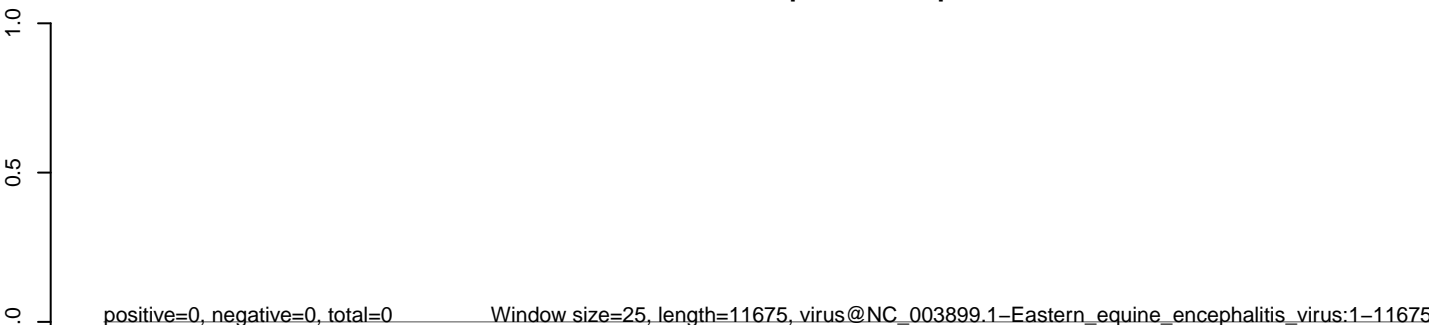 1.0
0.5
.0
positive=0, negative=0, total=0 Window size=25, length=11675, virus@NC_003899.1−Eastern_equine_encephalitis_virus:1−11675